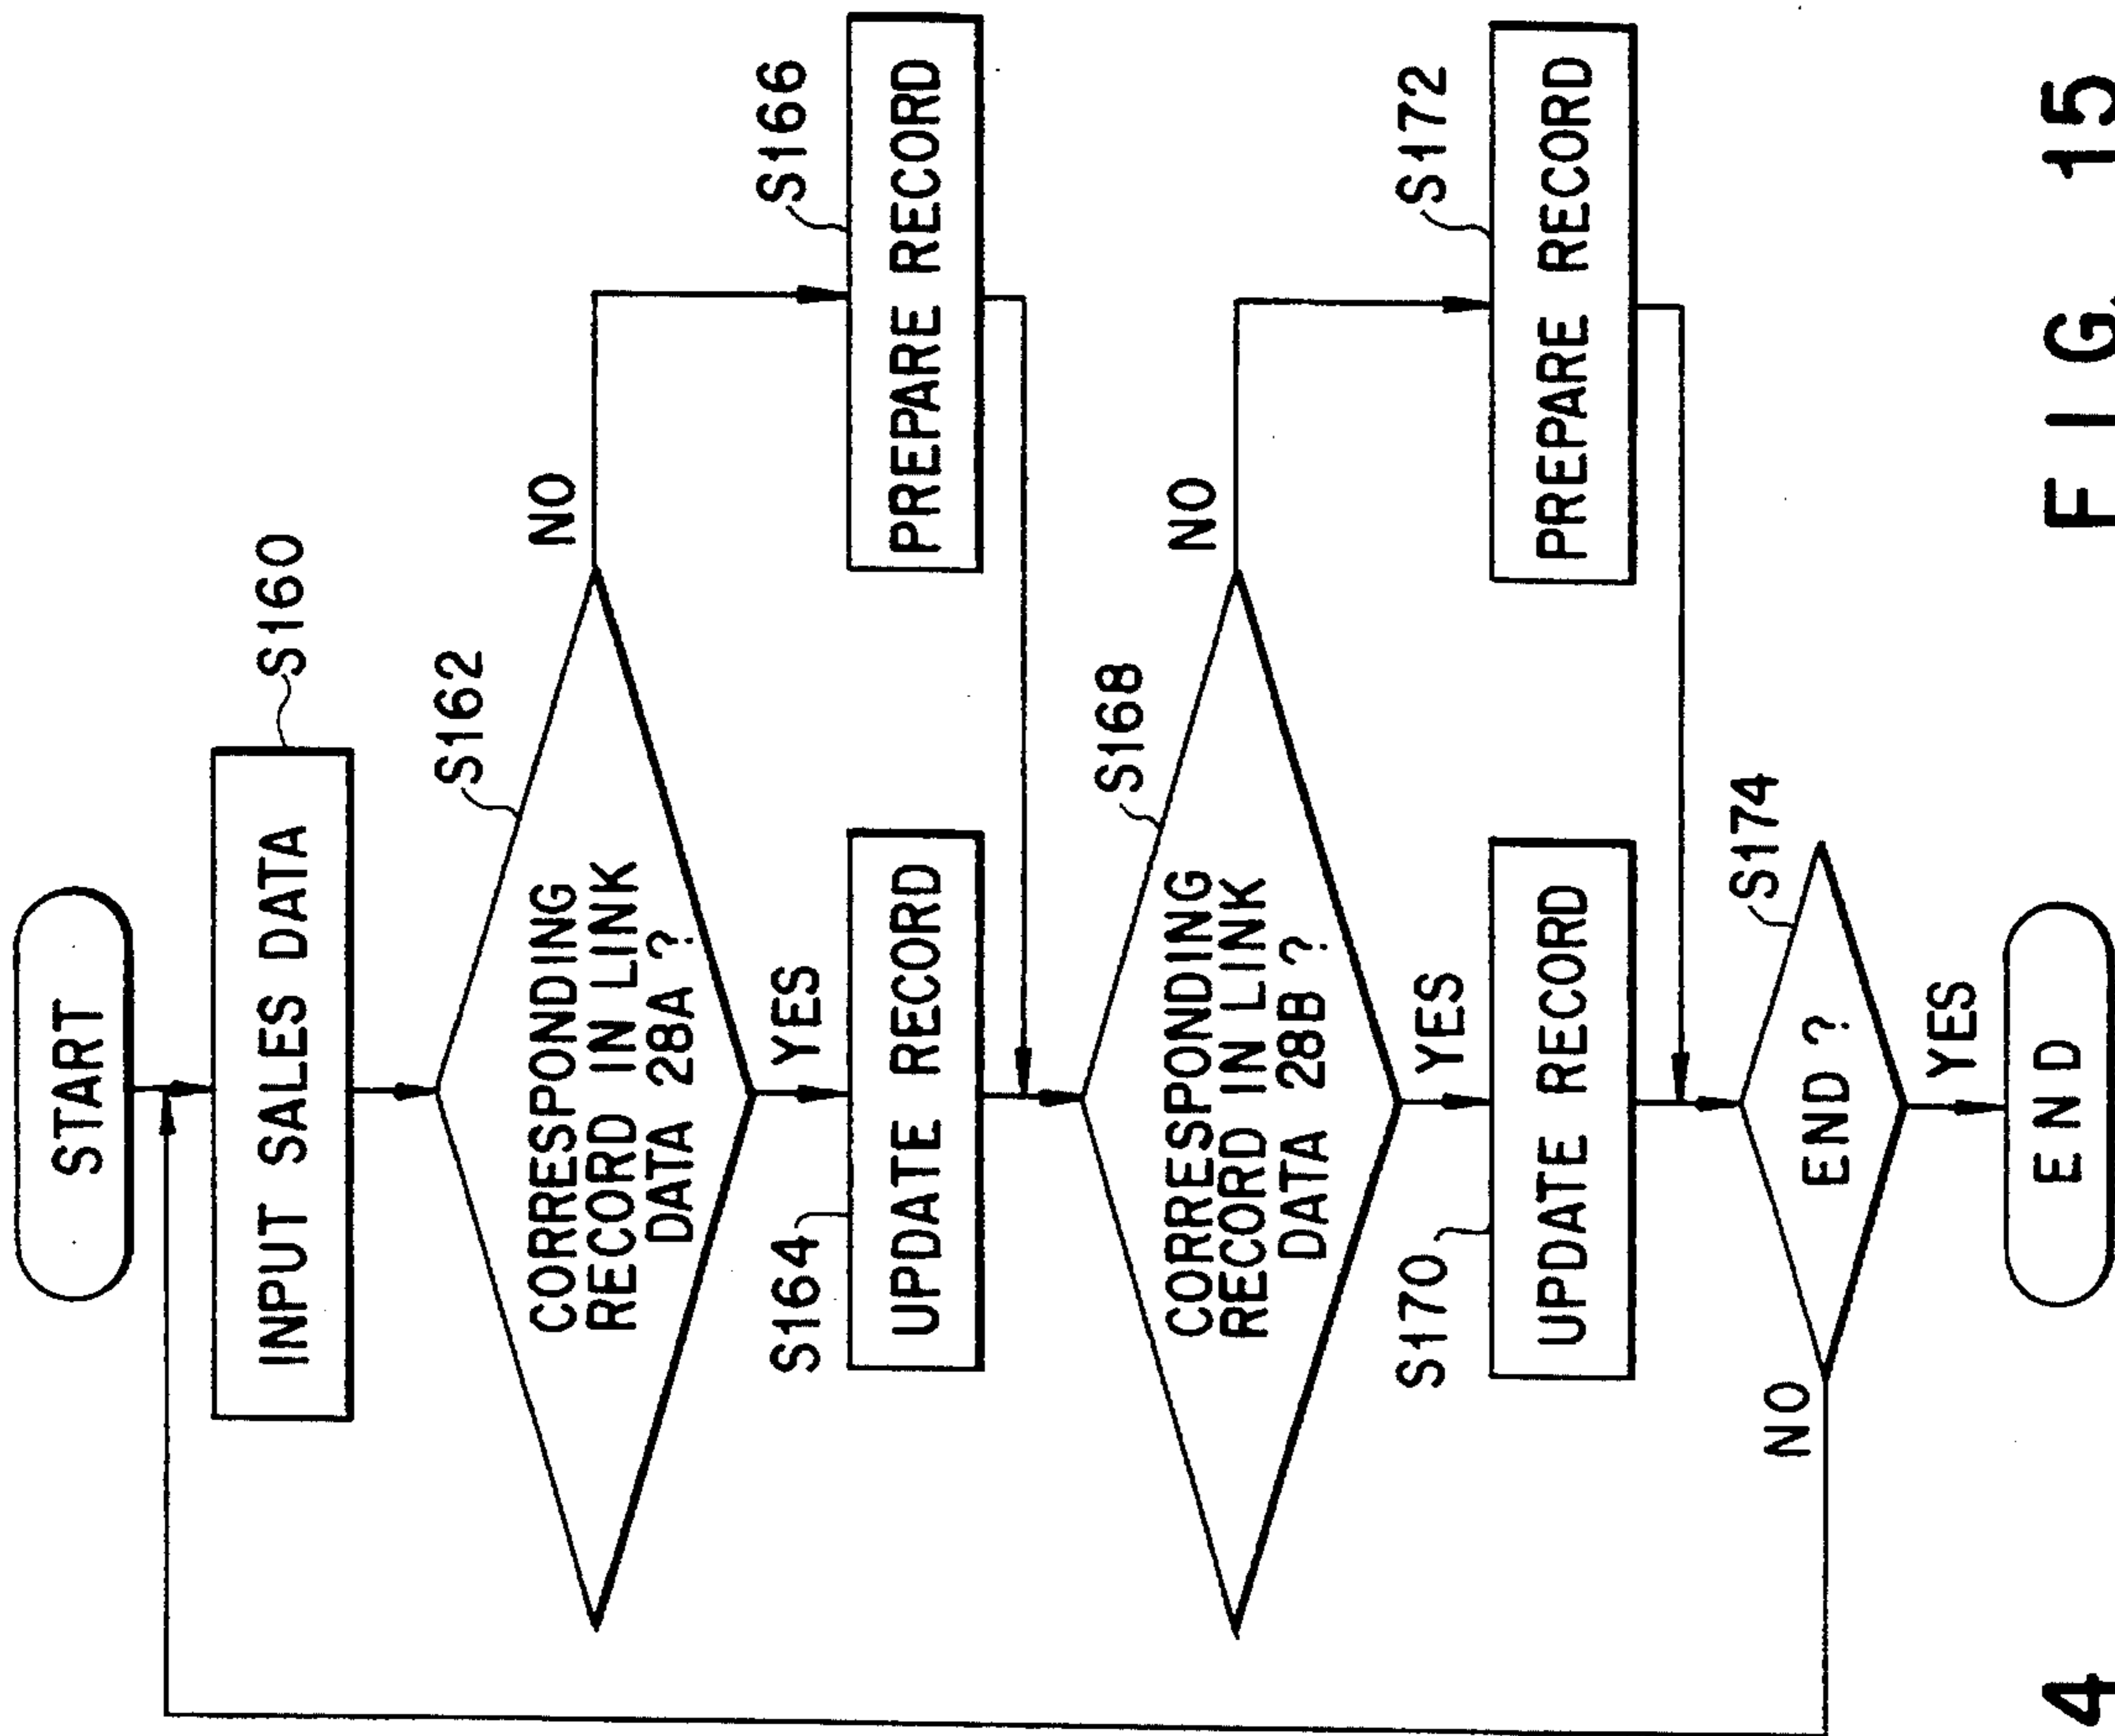 START
S160
INPUT SALES DATA
S162
CORRESPONDING
RECORD IN LINK
DATA 28A ?
NO
YES
S164
UPDATE RECORD
S166
PREPARE RECORD
S168
CORRESPONDING
RECORD IN LINK
DATA 28B ?
NO
YES
S170
UPDATE RECORD
S172
PREPARE RECORD
S174
END ?
NO
YES
END
4
FIG. 15